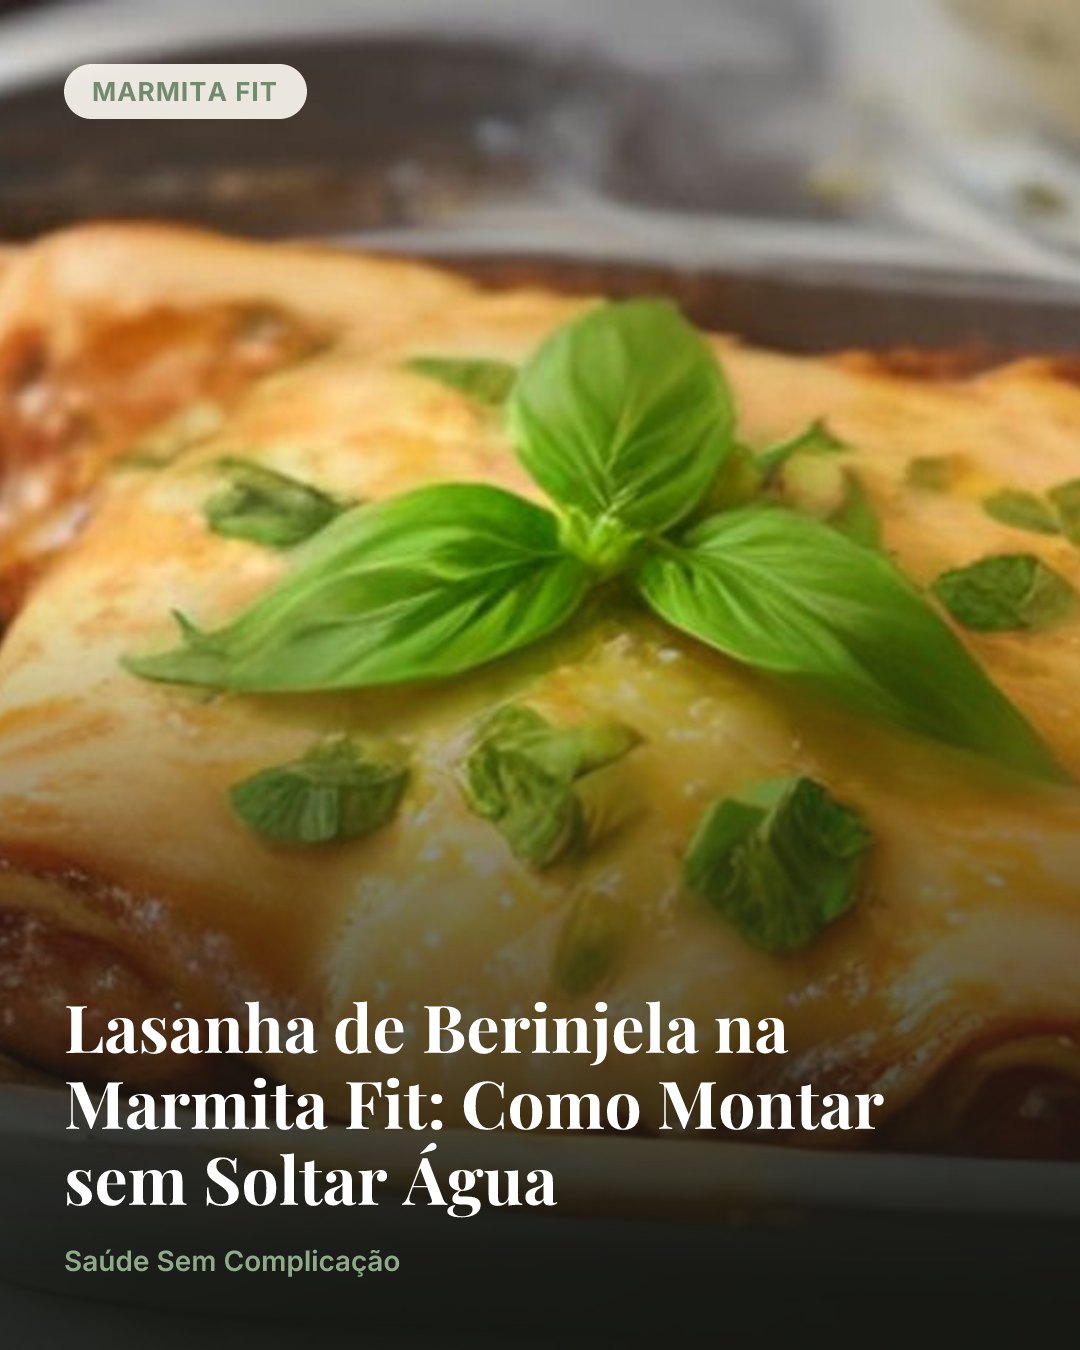 MARMITA FIT
Lasanha de Berinjela na
Marmita Fit: Como Montar
sem Soltar Água
Saúde Sem Complicação